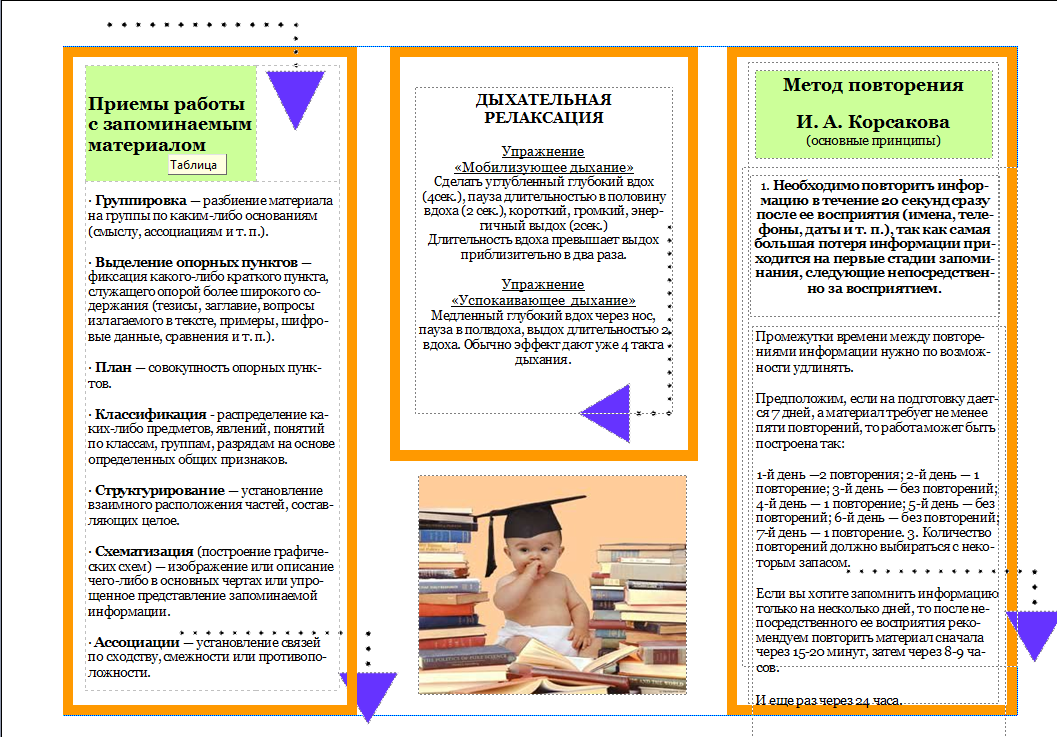 Приемы работы
с запоминаемым
материалом
Таблица
· Группировка — разбиение материала
на группы по каким-либо основаниям
(смыслу, ассоциациям и т. п.).
· Выделение опорных пунктов —
фиксация какого-либо краткого пункта,
служащего опорой более широкого со-
держания (тезисы, заглавие, вопросы
излагаемого в тексте, примеры, шифро-
вые данные, сравнения и т. п.).
· План — совокупность опорных пунк-
тов.
· Классификация - распределение ка-
ких-либо предметов, явлений, понятий
по классам, группам, разрядам на основе
определенных общих признаков.
· Структурирование — установление
взаимного расположения частей, состав-
ляющих целое.
· Схематизация (построение графиче-
ских схем) — изображение или описание
чего-либо в основных чертах или упро-
щенное представление запоминаемой
информации.
· Ассоциации — установление связей
по сходству, смежности или противопо-
ложности.
ДЫХАТЕЛЬНАЯ
РЕЛАКСАЦИЯ
Упражнение
«Мобилизующее дыхание»
Сделать углубленный глубокий вдох
(4сек.), пауза длительностью в половину
вдоха (2 сек.), короткий, громкий, энер-
гичный выдох (2сек.)
Длительность вдоха превышает выдох
приблизительно в два раза.
Упражнение
«Успокаивающее дыхание»
Медленный глубокий вдох через нос,
пауза в полвдоха, выдох длительностью 2
вдоха. Обычно эффект дают уже 4 такта
дыхания.
Метод повторения
И. А. Корсакова
(основные принципы)
1. Необходимо повторить инфор-
мацию в течение 20 секунд сразу
после ее восприятия (имена, теле-
фоны, даты и т. п.), так как самая
большая потеря информации при-
ходится на первые стадии запоми-
нания, следующие непосредствен-
но за восприятием.
Промежутки времени между повторе-
ниями информации нужно по возмож-
ности удлинять.
Предположим, если на подготовку дает-
ся 7 дней, а материал требует не менее
пяти повторений, то работа может быть
построена так:
1-й день —2 повторения; 2-й день — 1
повторение; 3-й день — без повторений;
4-й день — 1 повторение; 5-й день — без
повторений; 6-й день — без повторений;
7-й день — 1 повторение. 3. Количество
повторений должно выбираться с неко-
торым запасом.
Если вы хотите запомнить информацию
только на несколько дней, то после не-
посредственного ее восприятия реко-
мендуем повторить материал сначала
через 15-20 минут, затем через 8-9 ча-
сов.
И еще раз через 24 часа.